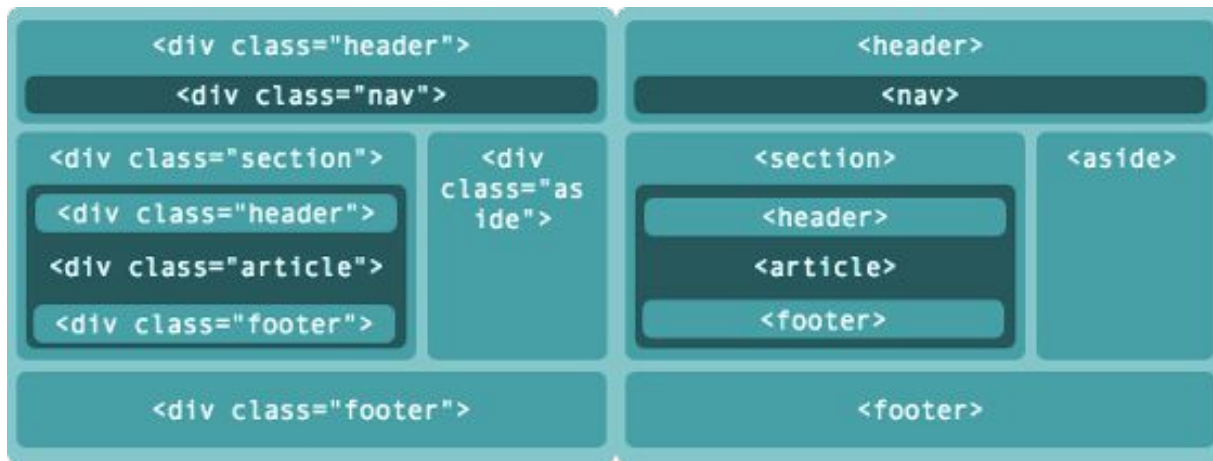 <div class="header">
<div class="nav">
<div class="section">
<div class="header">
<div class="article">
<div class="footer">
<div
class="as
ide">
<div class="footer">
<header>
<nav>
<section>
<header>
<article>
<footer>
<aside>
<footer>